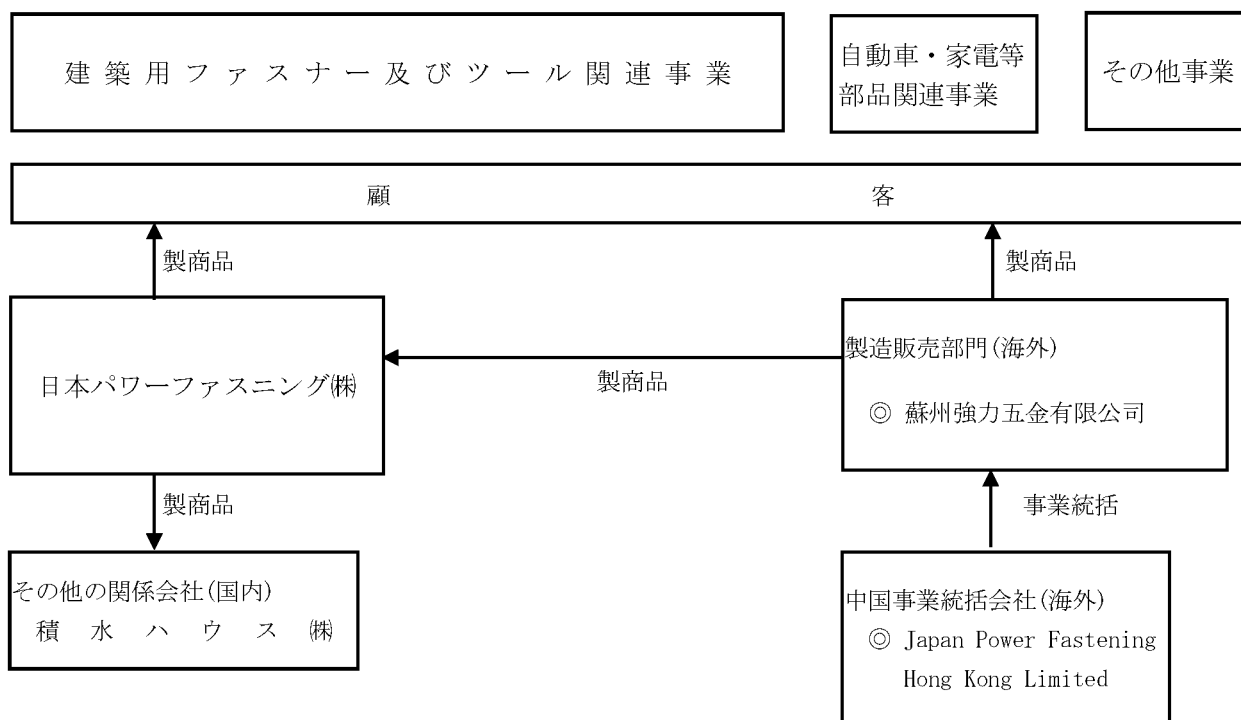 建築用ファスナー及びツール関連事業
自動車・家電等
部品関連事業
その他事業
顧客
製商品
製商品
日本パワーファスニング㈱
製商品
製造販売部門(海外)
◎ 蘇州強力五金有限公司
製商品
事業統括
その他の関係会社(国内)
積水ハウス㈱
中国事業統括会社(海外)
◎ Japan Power Fastening
Hong Kong Limited